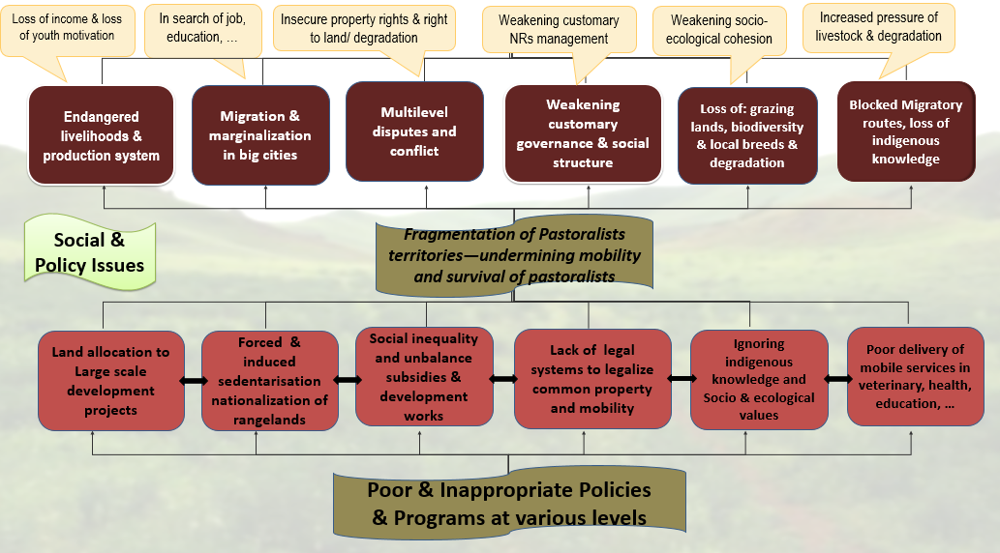 Loss of income & loss
of youth motivation
In search of job,
education, …
Insecure property rights & right
to land/ degradation
Weakening customary
NRs management
Weakening socio-
ecological cohesion
Increased pressure of
livestock & degradation
Endangered
livelihoods &
production system
Migration &
marginalization
in big cities
Multilevel
disputes and
conflict
Weakening
customary
governance & social
structure
Loss of: grazing
lands, biodiversity
& local breeds &
degradation
Blocked Migratory
routes, loss of
indigenous
knowledge
Social &
Policy Issues
Fragmentation of Pastoralists
territories—undermining mobility
and survival of pastoralists
Land allocation to
Large scale
development
projects
Forced &
induced
sedentarisation
nationalization of
rangelands
Social inequality
and unbalance
subsidies &
development
works
Lack of legal
systems to legalize
common property
and mobility
Ignoring
indigenous
knowledge and
Socio & ecological
values
Poor delivery of
mobile services in
veterinary, health,
education, …
Poor & Inappropriate Policies
& Programs at various levels